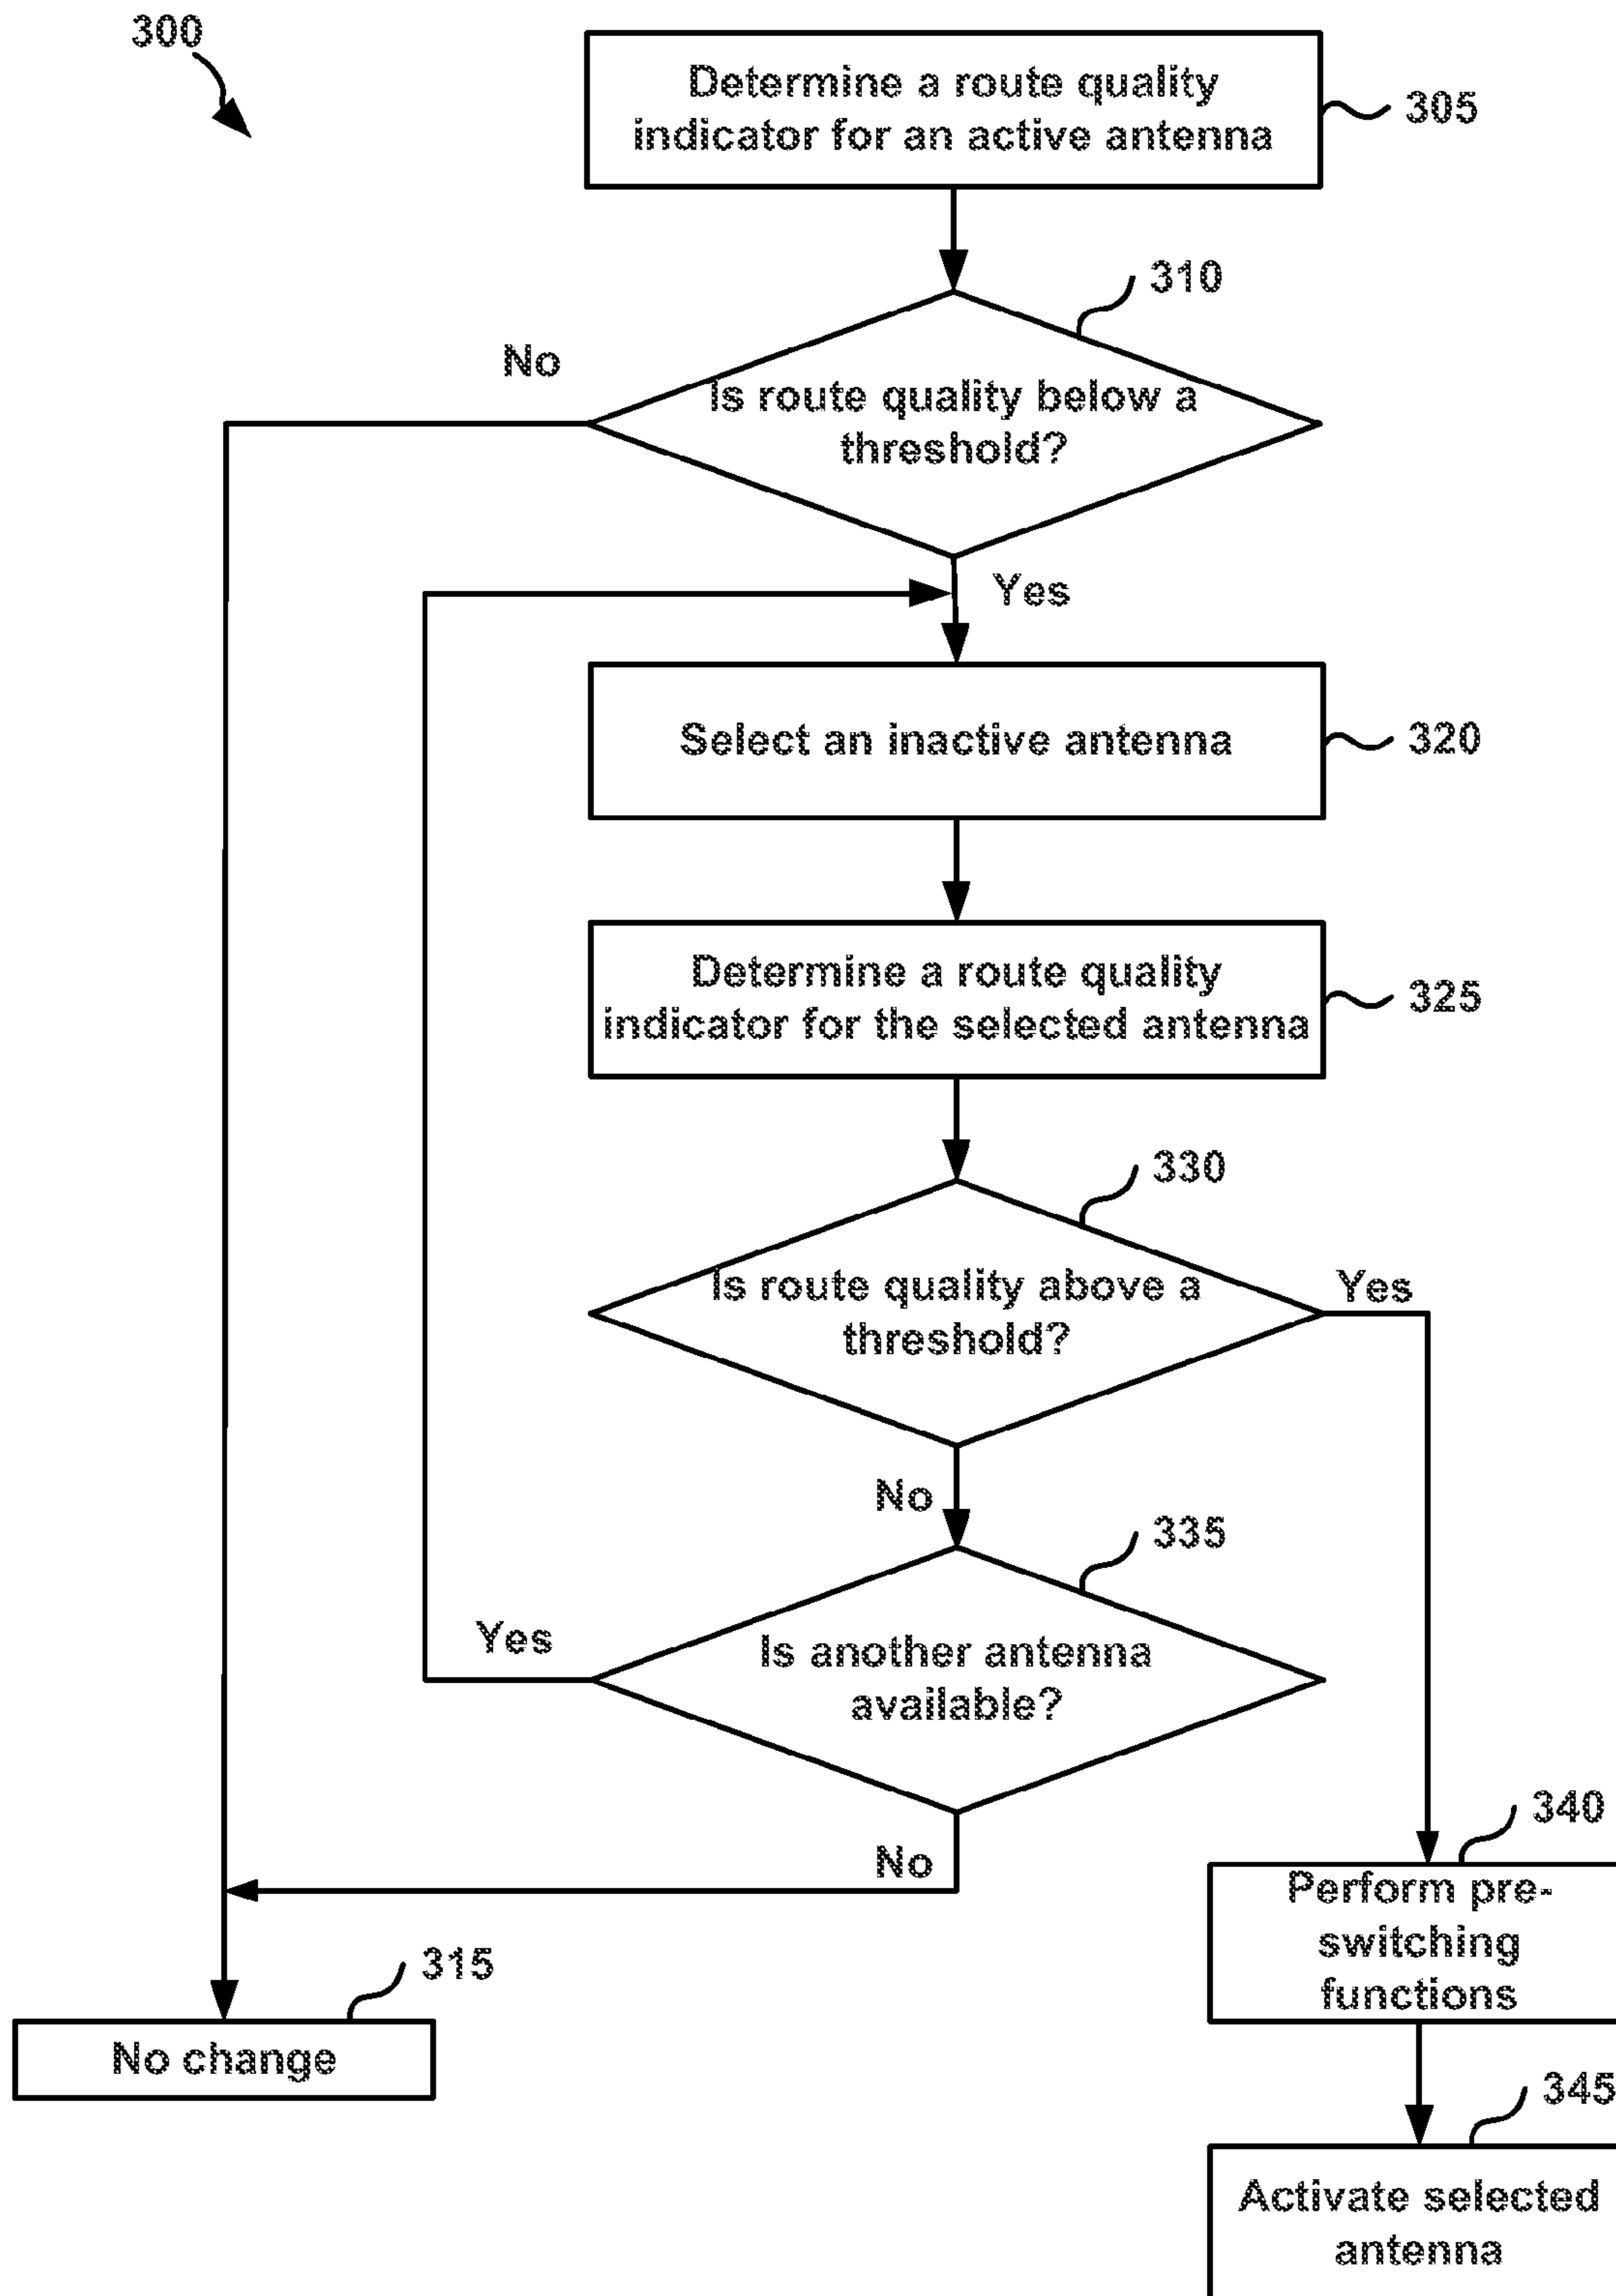 300
Determine a route quality
indicator for an active antenna
305
310
No
Is route quality below a
threshold?
Yes
Select an inactive antenna
320
Determine a route quality
indicator for the selected antenna
325
330
Is route quality above a
threshold?
Yes
No
335
Yes
Is another antenna
available?
No
340
Perform pre-
switching
functions
315
No change
345
Activate selected
antenna